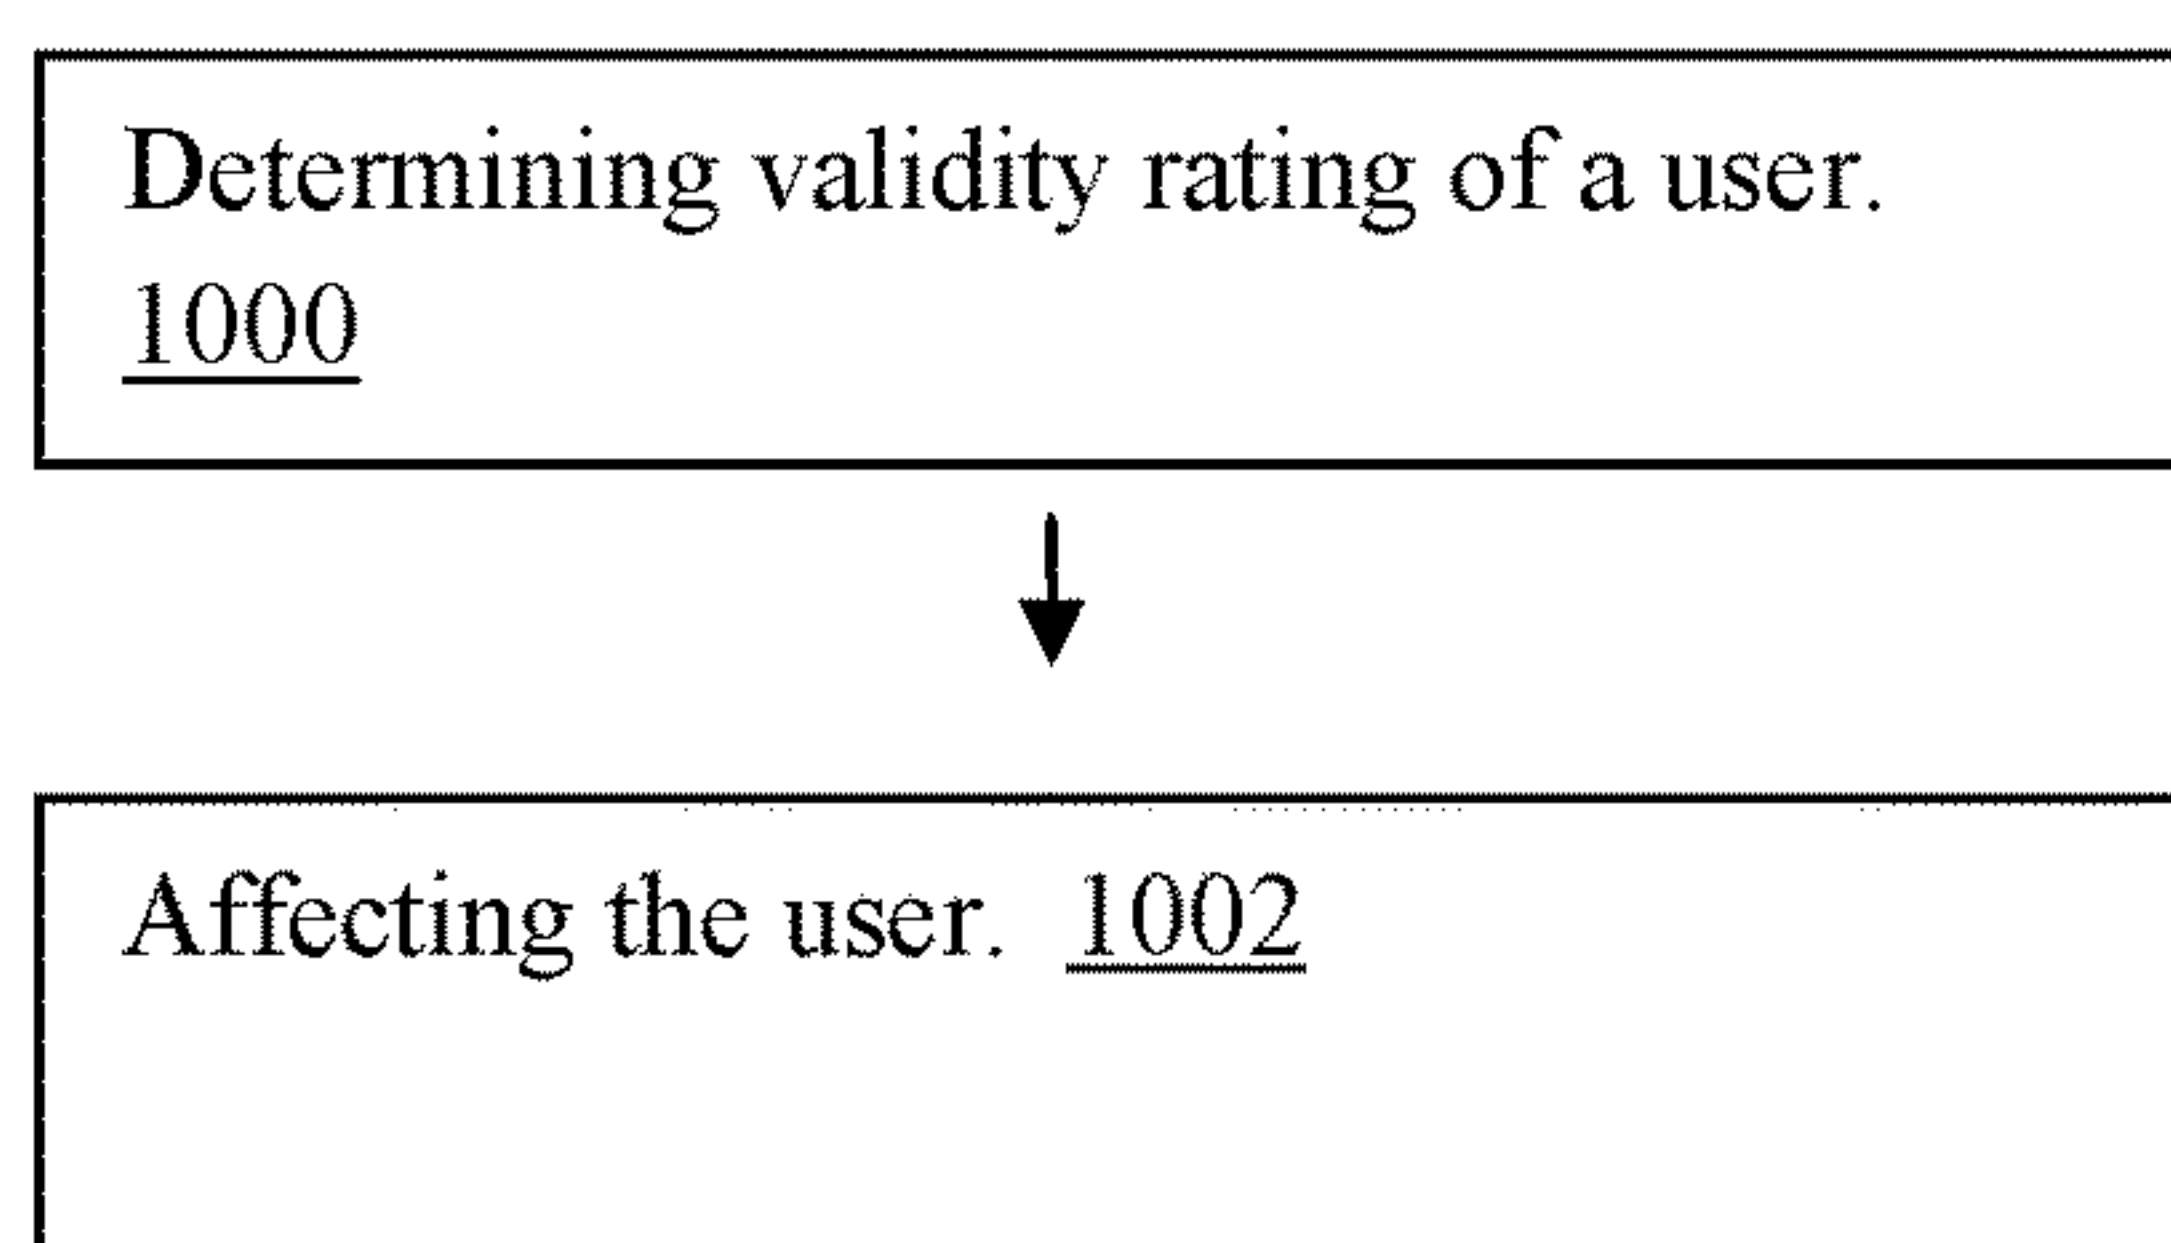 Determining validity rating of a user.
1000
Affecting the user. 1002